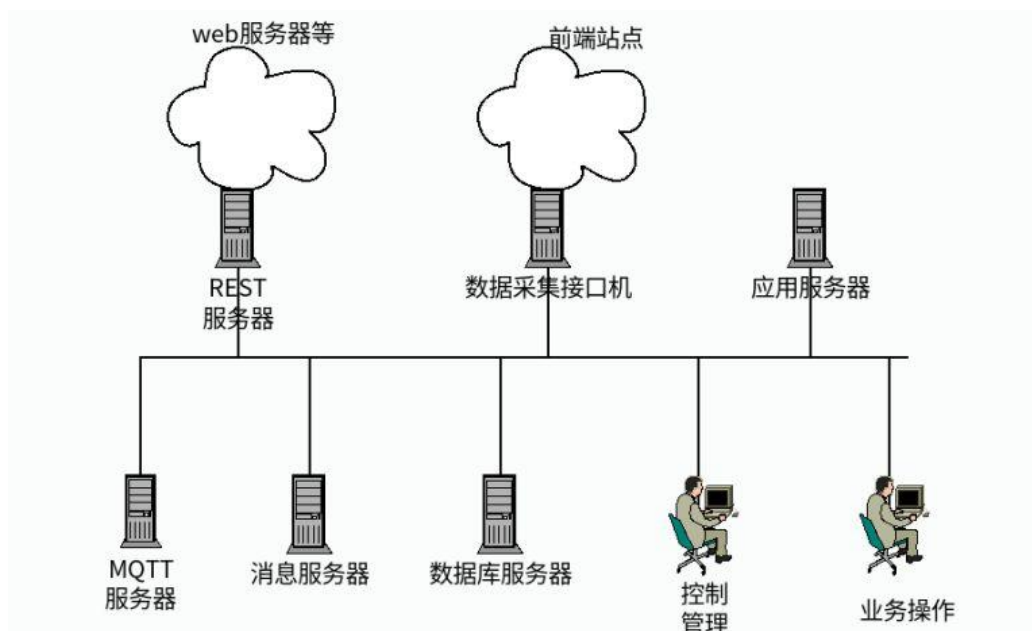 web服务器等
前端站点
REST
服务器
数据采集接口机
应用服务器
MQTT
服务器
消息服务器
数据库服务器
控制
管理
业务操作